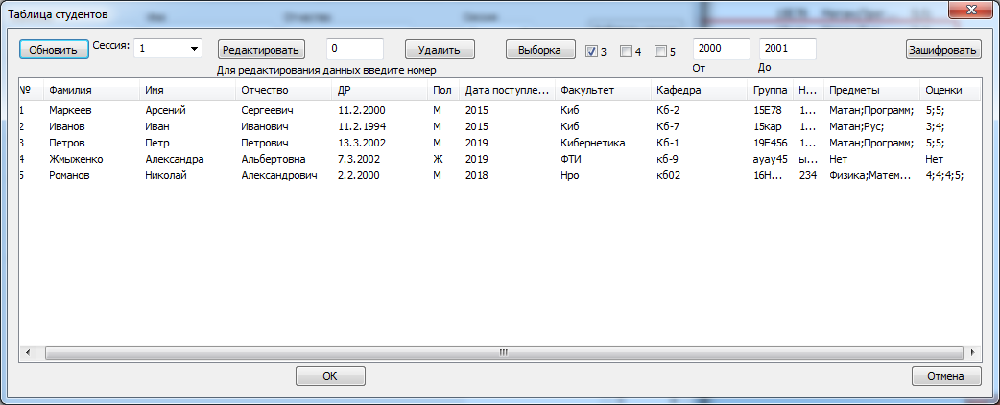 Таблица студентов
Обновить Сессия: 1 Редактировать 0 Удалить Выборка 3 4 5 2000 2001 Зашифровать
Для редактирования данных введите номер От До
№ Фамилия Имя Отчество ДР Пол Дата поступле... Факультет Кафедра Группа Н... Предметы Оценки
1 Маркеев Арсений Сергеевич 11.2.2000 М 2015 Киб Кб-2 15Е78 1... Матан;Программ; 5;5;
2 Иванов Иван Иванович 11.2.1994 М 2015 Киб Кб-7 15кар 1... Матан;Рус; 3;4;
3 Петров Петр Петрович 13.3.2002 М 2019 Кибернетика Кб-1 19Е456 1... Матан;Программ; 5;5;
4 Жмыженко Александра Альбертовна 7.3.2002 Ж 2019 ФТИ кб-9 ауау45 ы... Нет Нет
5 Романов Николай Александрович 2.2.2000 М 2018 Нро кб02 16Н... 234 Физика;Матем... 4;4;4;5;
ОК Отмена